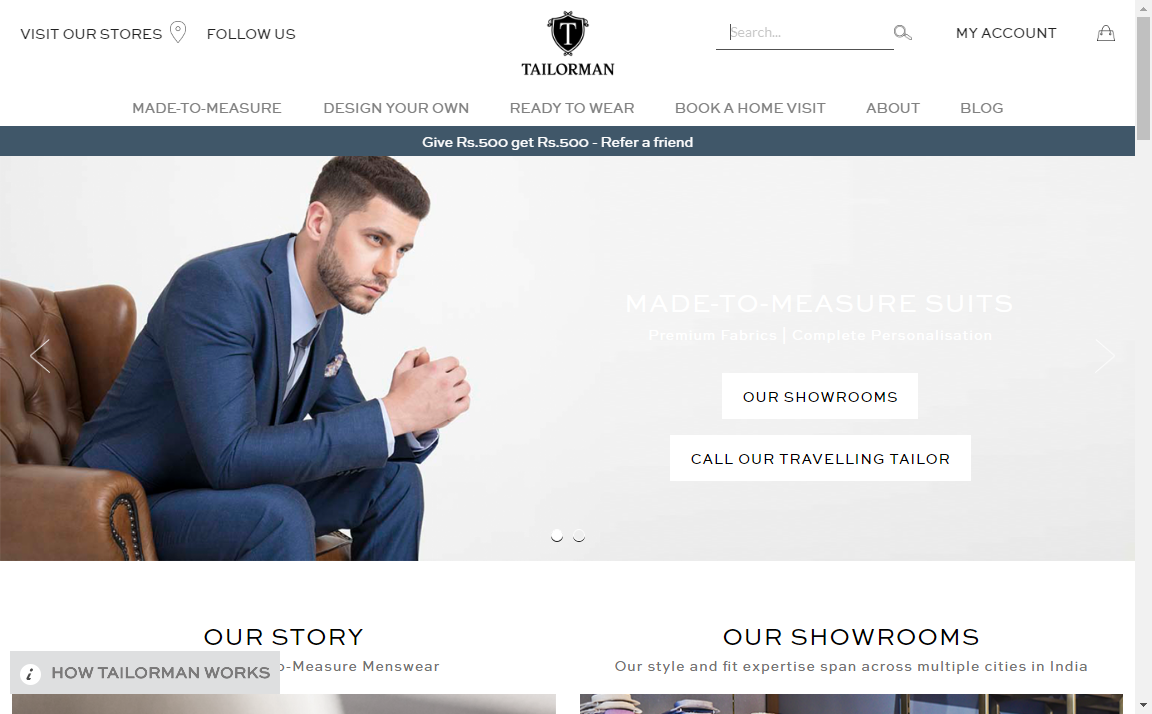 VISIT OUR STORES
FOLLOW US
T
TAILORMAN
Search...
MY ACCOUNT
MADE-TO-MEASURE
DESIGN YOUR OWN
READY TO WEAR
BOOK A HOME VISIT
ABOUT
BLOG
Give Rs.500 get Rs.500 - Refer a friend
MADE-TO-MEASURE SUITS
Premium Fabrics | Complete Personalisation
OUR SHOWROOMS
CALL OUR TRAVELLING TAILOR
OUR STORY
o-Measure Menswear
OUR SHOWROOMS
Our style and fit expertise span across multiple cities in India
i HOW TAILORMAN WORKS